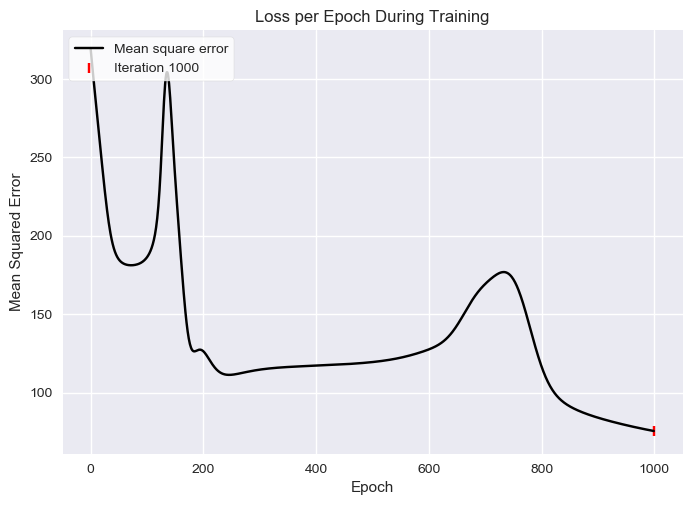 Loss per Epoch During Training
Mean square error
Iteration 1000
Mean Squared Error
300
250
200
150
100
0 200 400 600 800 1000
Epoch